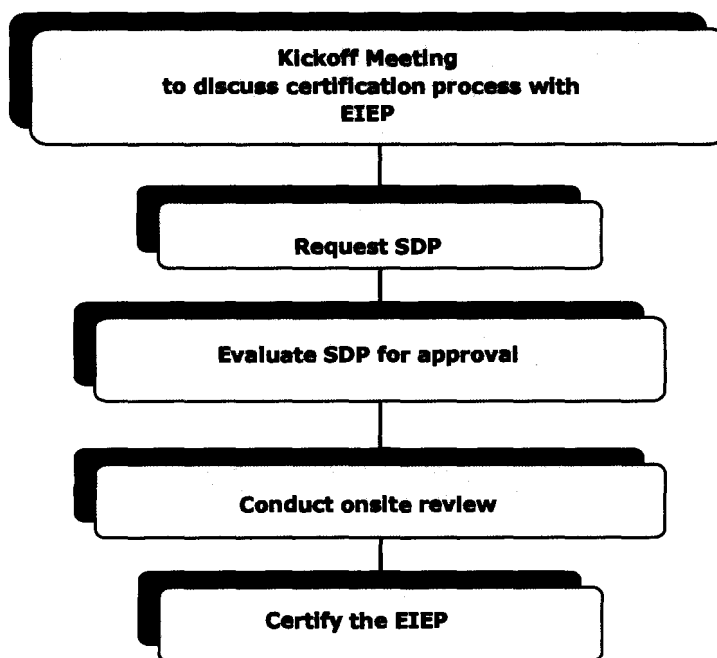 Kickoff Meeting
to discuss certification process with
EIEP
Request SDP
Evaluate SDP for approval
Conduct onsite review
Certify the EIEP